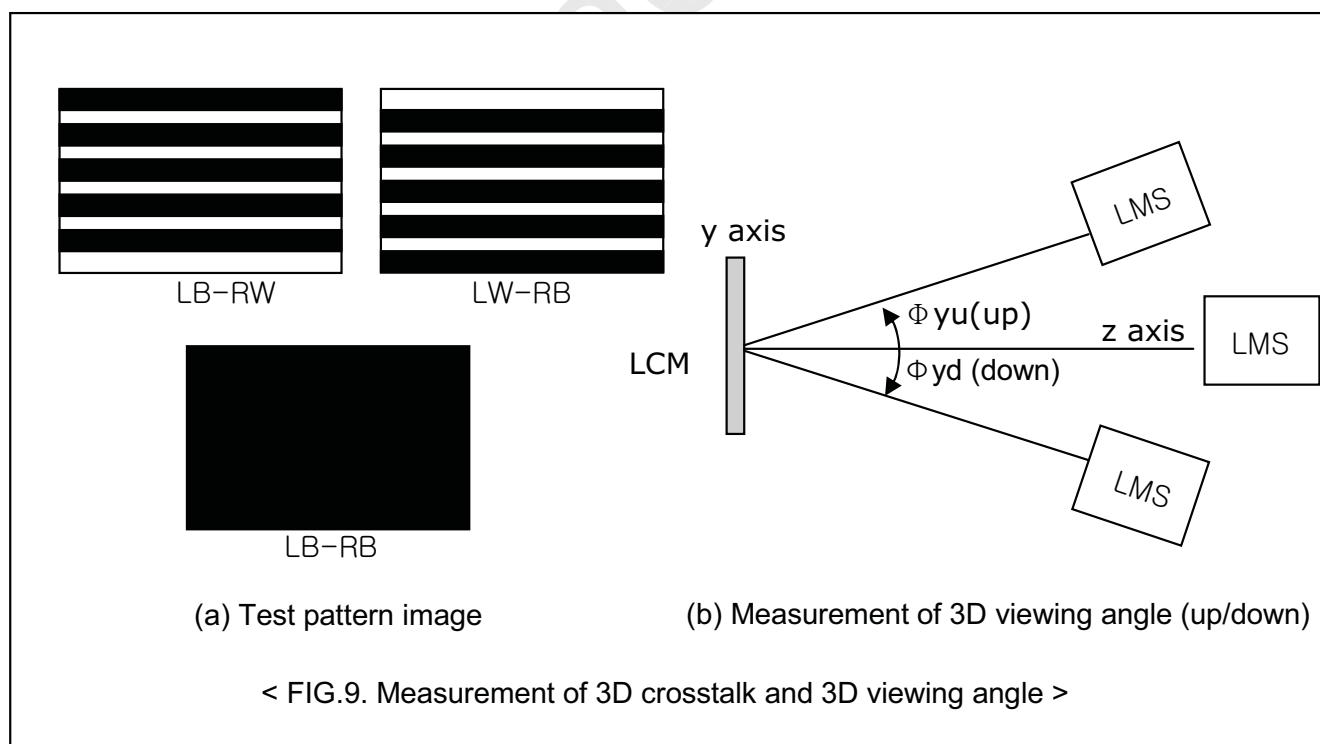 LB-RW
LW-RB
LB-RB
(a) Test pattern image
y axis
LCM
Φyu(up)
z axis
Φyd (down)
LMS
LMS
LMS
(b) Measurement of 3D viewing angle (up/down)
< FIG.9. Measurement of 3D crosstalk and 3D viewing angle >